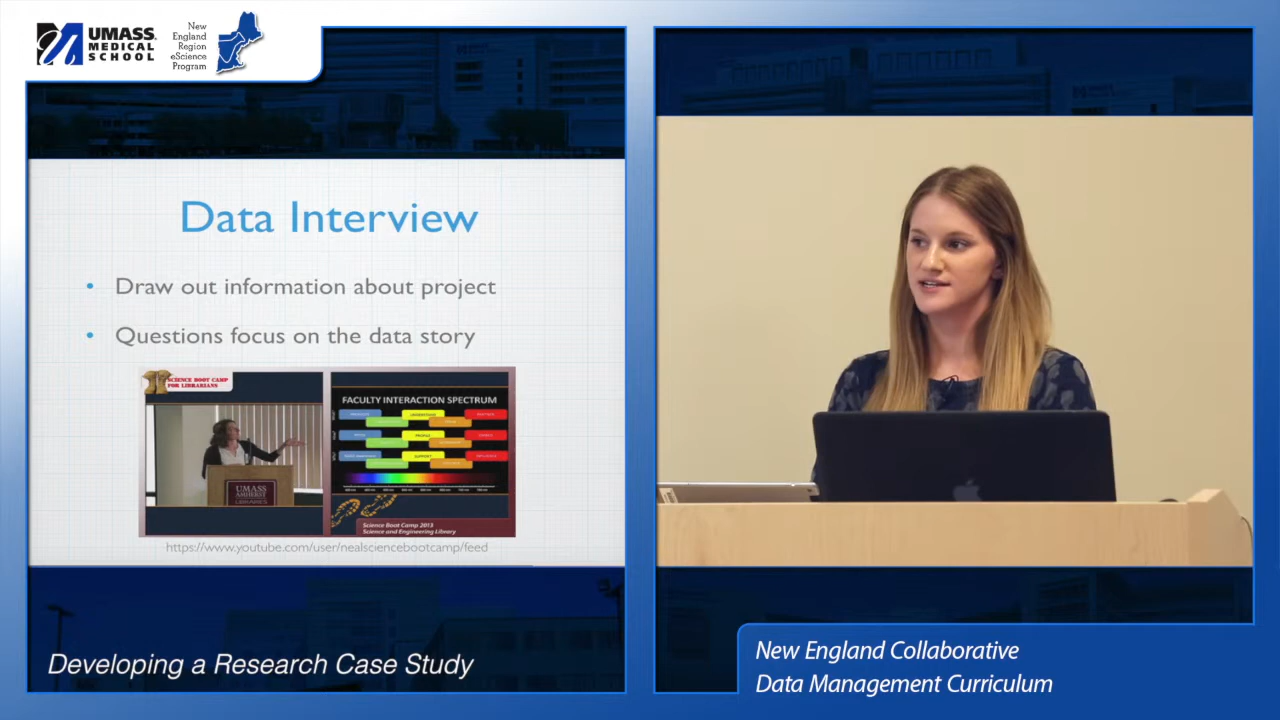 UMASS.
MEDICAL
SCHOOL
New
England
Region
eScience
Program
Data Interview
• Draw out information about project
• Questions focus on the data story
SCIENCE BOOT CAMP
FOR LIBRARIANS
FACULTY INTERACTION SPECTRUM
UNDERSTAND
PROFILE
SUPPORT
UMASS
AMHERST
LIBRARIES
Science Boot Camp 2013
Science and Engineering Library
https://www.youtube.com/user/nealsciencebootcamp/feed
Developing a Research Case Study
New England Collaborative
Data Management Curriculum